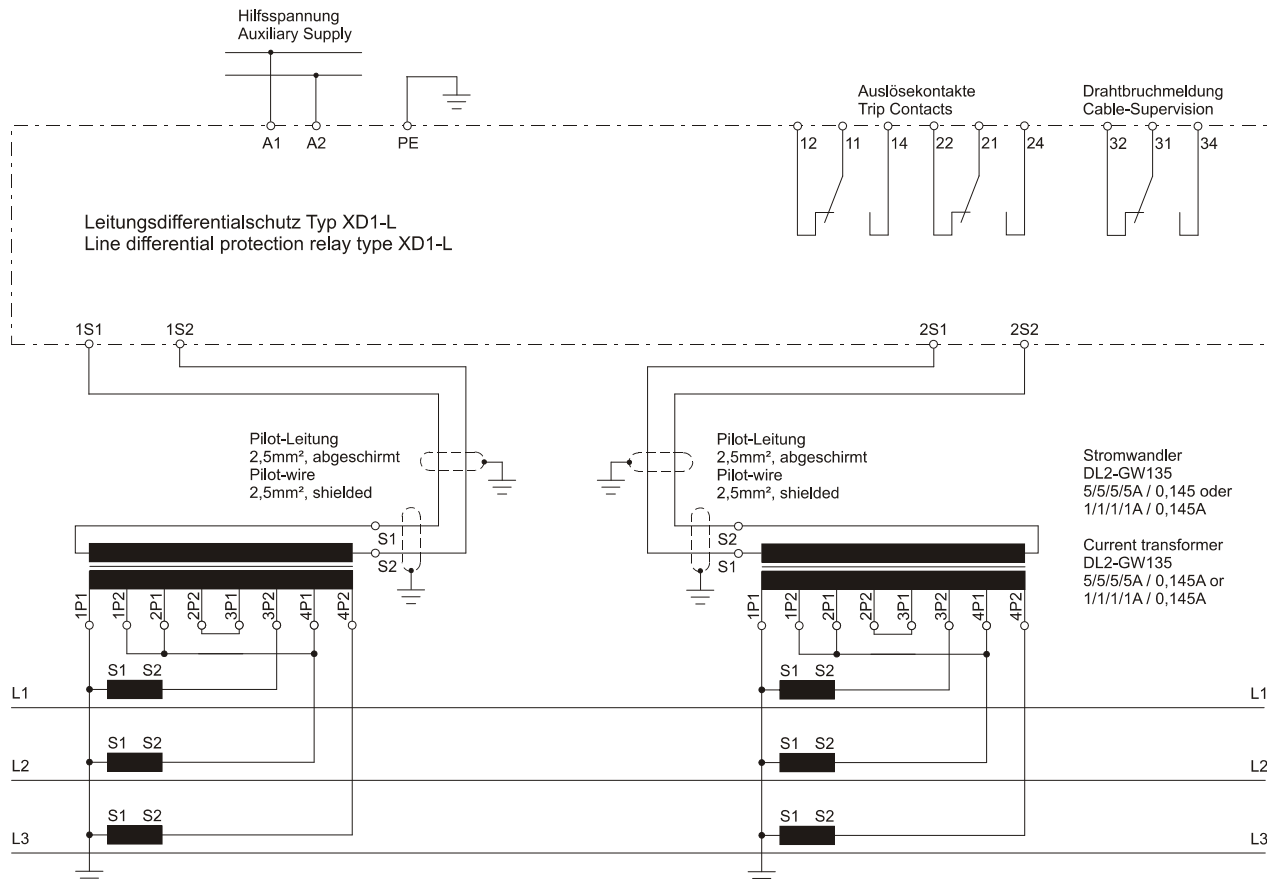 Hilfsspannung
Auxiliary Supply
Auslösekontakte
Trip Contacts
Drahtbruchmeldung
Cable-Supervision
A1 A2 PE
12 11 14 22 21 24 32 31 34
Leitungsdifferentialschutz Typ XD1-L
Line differential protection relay type XD1-L
1S1 1S2 2S1 2S2
Pilot-Leitung
2,5mm², abgeschirmt
Pilot-wire
2,5mm², shielded
Pilot-Leitung
2,5mm², abgeschirmt
Pilot-wire
2,5mm², shielded
Stromwandler
DL2-GW135
5/5/5/5A / 0,145 oder
1/1/1/1A / 0,145A
Current transformer
DL2-GW135
5/5/5/5A / 0,145A or
1/1/1/1A / 0,145A
S1
S2
S2
S1
1P1 1P2 2P1 2P2 3P1 3P2 4P1 4P2
1P1 1P2 2P1 2P2 3P1 3P2 4P1 4P2
L1 S1 S2 S1 S2 L1
L2 S1 S2 S1 S2 L2
L3 S1 S2 S1 S2 L3